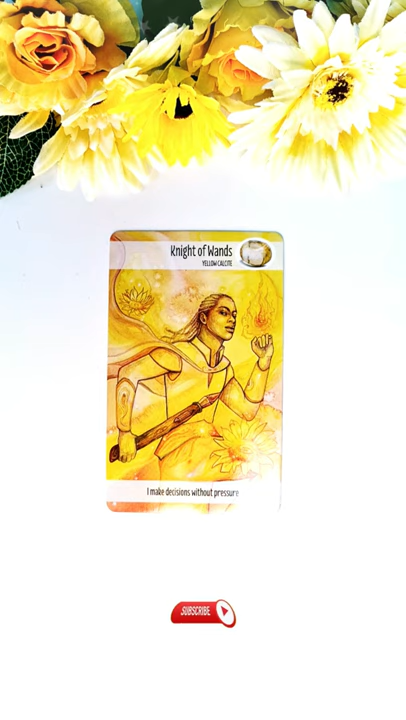 Knight of Wands
YELLOW CALCITE
I make decisions without pressure
SUBSCRIBE